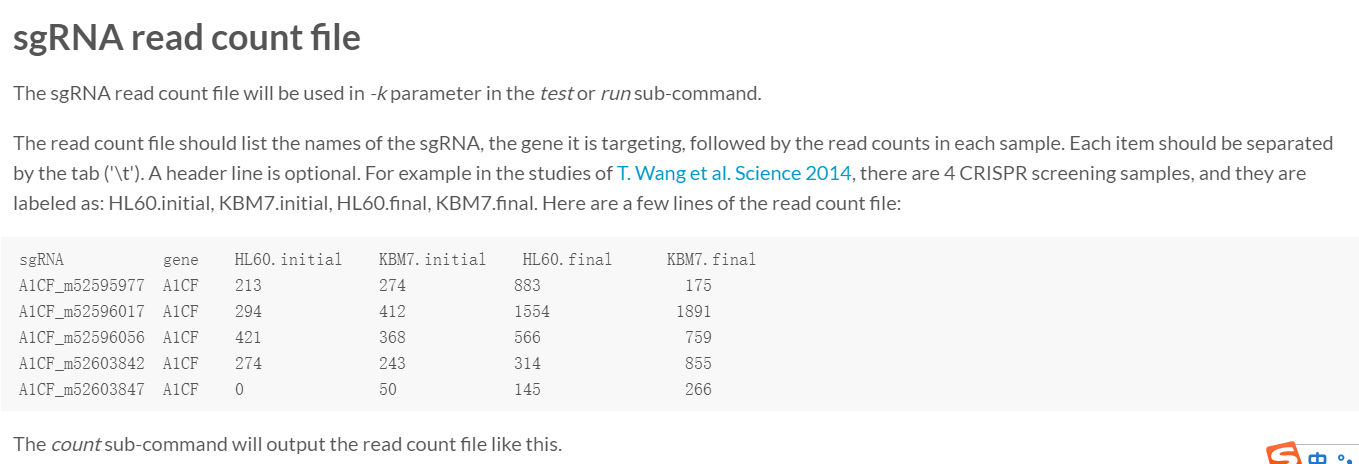 sgRNA read count file
The sgRNA read count file will be used in -k parameter in the test or run sub-command.
The read count file should list the names of the sgRNA, the gene it is targeting, followed by the read counts in each sample. Each item should be separated
by the tab ('\t'). A header line is optional. For example in the studies of T. Wang et al. Science 2014, there are 4 CRISPR screening samples, and they are
labeled as: HL60.initial, KBM7.initial, HL60.final, KBM7.final. Here are a few lines of the read count file:
sgRNA gene HL60.initial KBM7.initial HL60.final KBM7.final
A1CF_m52595977 A1CF 213 274 883 175
A1CF_m52596017 A1CF 294 412 1554 1891
A1CF_m52596056 A1CF 421 368 566 759
A1CF_m52603842 A1CF 274 243 314 855
A1CF_m52603847 A1CF 0 50 145 266
The count sub-command will output the read count file like this.
S 中